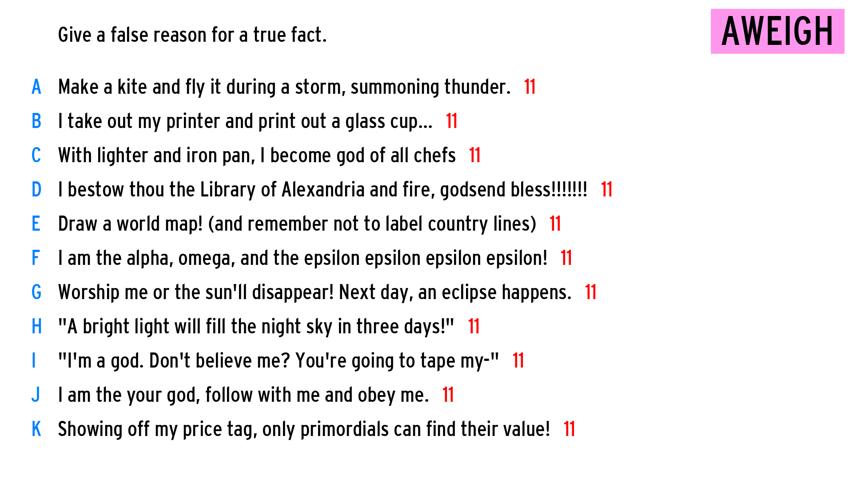 Give a false reason for a true fact.
AWEIGH
A Make a kite and fly it during a storm, summoning thunder. 11
B I take out my printer and print out a glass cup... 11
C With lighter and iron pan, I become god of all chefs 11
D I bestow thou the Library of Alexandria and fire, godsend bless!!!!!!! 11
E Draw a world map! (and remember not to label country lines) 11
F I am the alpha, omega, and the epsilon epsilon epsilon epsilon! 11
G Worship me or the sun'll disappear! Next day, an eclipse happens. 11
H "A bright light will fill the night sky in three days!" 11
I "I'm a god. Don't believe me? You're going to tape my-" 11
J I am the your god, follow with me and obey me. 11
K Showing off my price tag, only primordials can find their value! 11